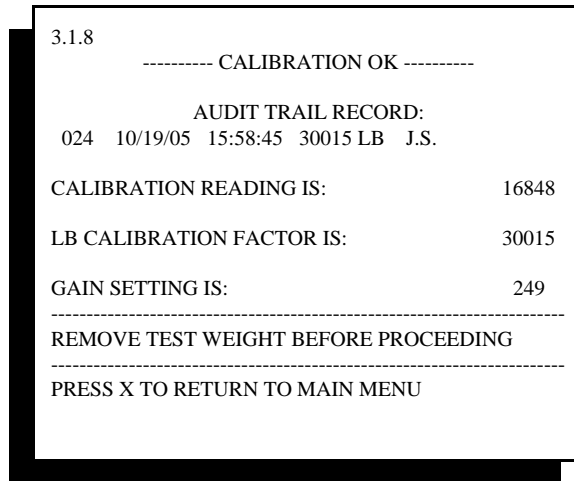 3.1.8
---------- CALIBRATION OK ----------
AUDIT TRAIL RECORD:
024 10/19/05 15:58:45 30015 LB J.S.
CALIBRATION READING IS: 16848
LB CALIBRATION FACTOR IS: 30015
GAIN SETTING IS: 249
-----------------------------------------------------------------------------
REMOVE TEST WEIGHT BEFORE PROCEEDING
-----------------------------------------------------------------------------
PRESS X TO RETURN TO MAIN MENU